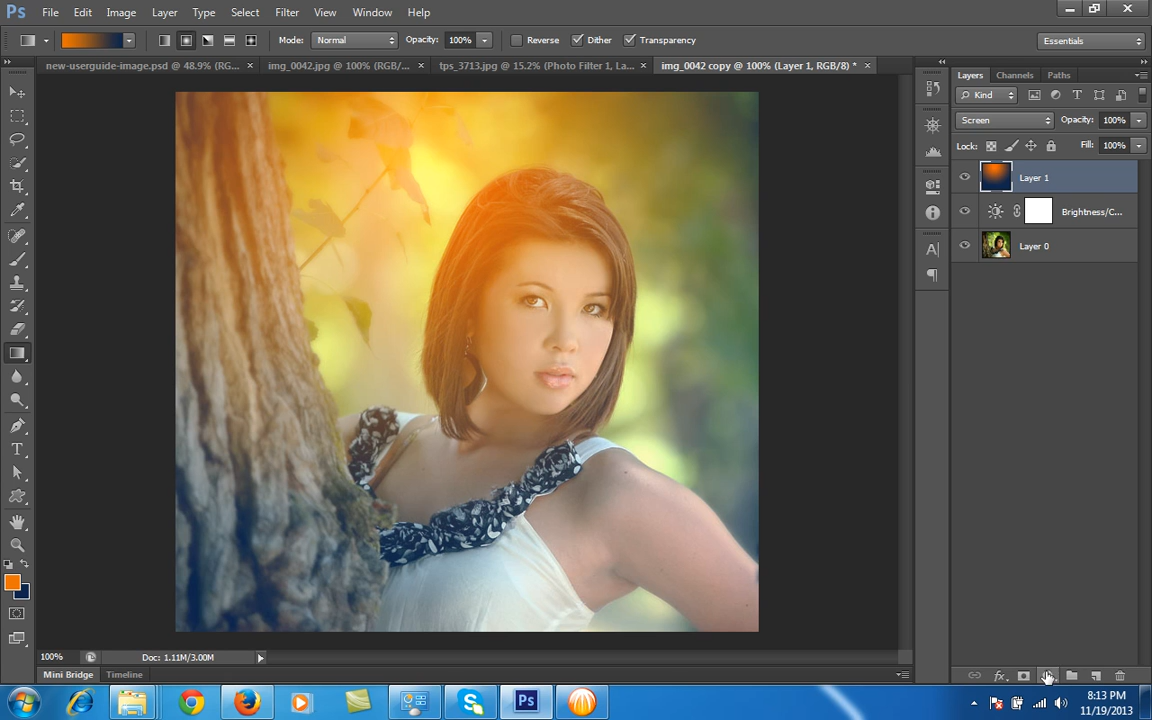 Ps File Edit Image Layer Type Select Filter View Window Help
Mode: Normal Opacity: 100% Reverse Dither Transparency Essentials
new-userguide-image.psd @ 48.9% (RG... × img_0042.jpg @ 100% (RGB/... × tps_3713.jpg @ 15.2% (Photo Filter 1, La... × img_0042 copy @ 100% (Layer 1, RGB/8) * ×
Layers Channels Paths
Kind
Screen Opacity: 100%
Lock: Fill: 100%
Layer 1
Brightness/C...
Layer 0
100% Doc: 1.11M/3.00M
Mini Bridge Timeline
Ps
8:13 PM
11/19/2013